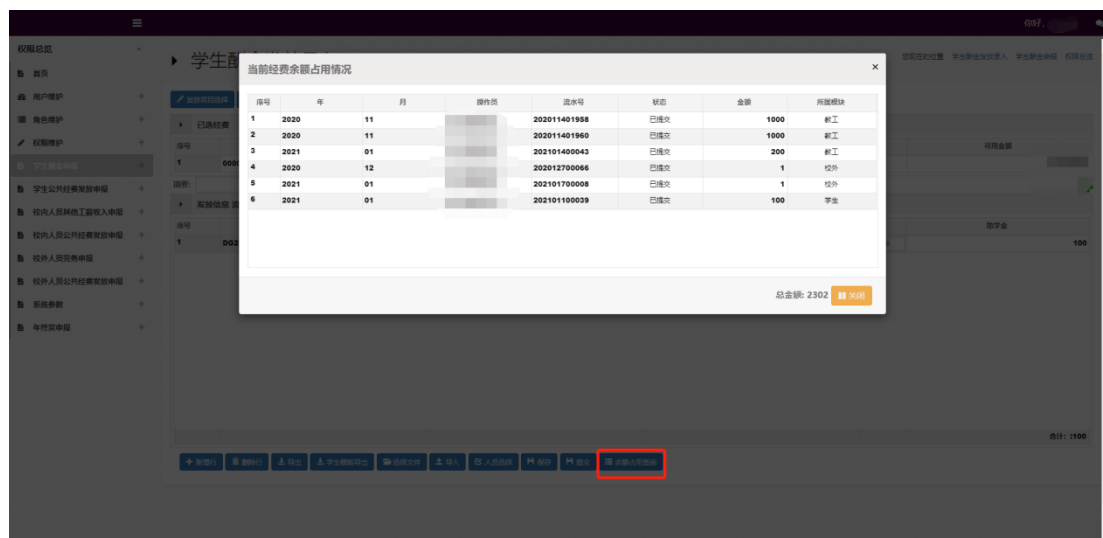 你好，
权限总览
首页
用户维护
角色维护
权限维护
学生酬金申报
学生公共经费发放申报
校内人员其他工薪收入申报
校内人员公共经费发放申报
校外人员劳务申报
校外人员公共经费发放申报
系统参数
年终奖申报
您现在的位置 学生酬金发放录入 学生酬金申报 权限总览
发放项目选择
已选经费
序号 可用金额
1 0000
摘要:
发放信息
序号 助学金
1 DG2 100
当前经费余额占用情况 ×
序号 年 月 操作员 流水号 状态 金额 所属模块
1 2020 11 202011401958 已提交 1000 教工
2 2020 11 202011401960 已提交 1000 教工
3 2021 01 202101400043 已提交 200 教工
4 2020 12 202012700066 已提交 1 校外
5 2021 01 202101700008 已提交 1 校外
6 2021 01 202101100039 已提交 100 学生
总金额: 2302 关闭
合计: :100
新增行 删除行 导出 学生模板导出 选择文件 导入 人员选择 保存 提交 余额占用查询